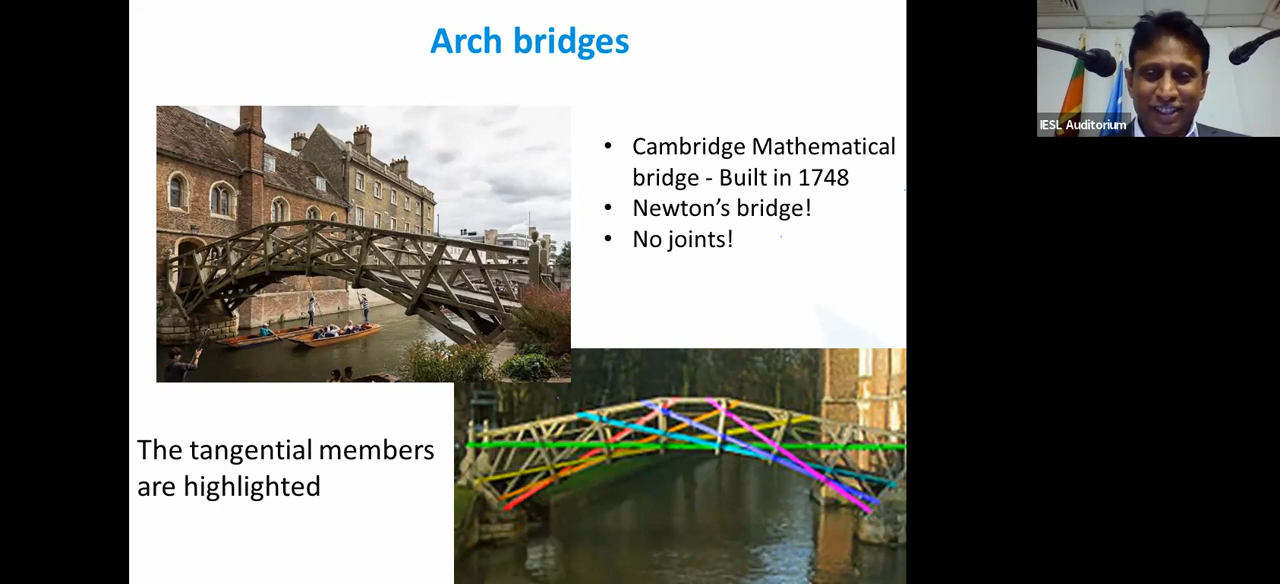 Arch bridges
• Cambridge Mathematical
bridge - Built in 1748
• Newton's bridge!
• No joints!
The tangential members
are highlighted
IESL Auditorium